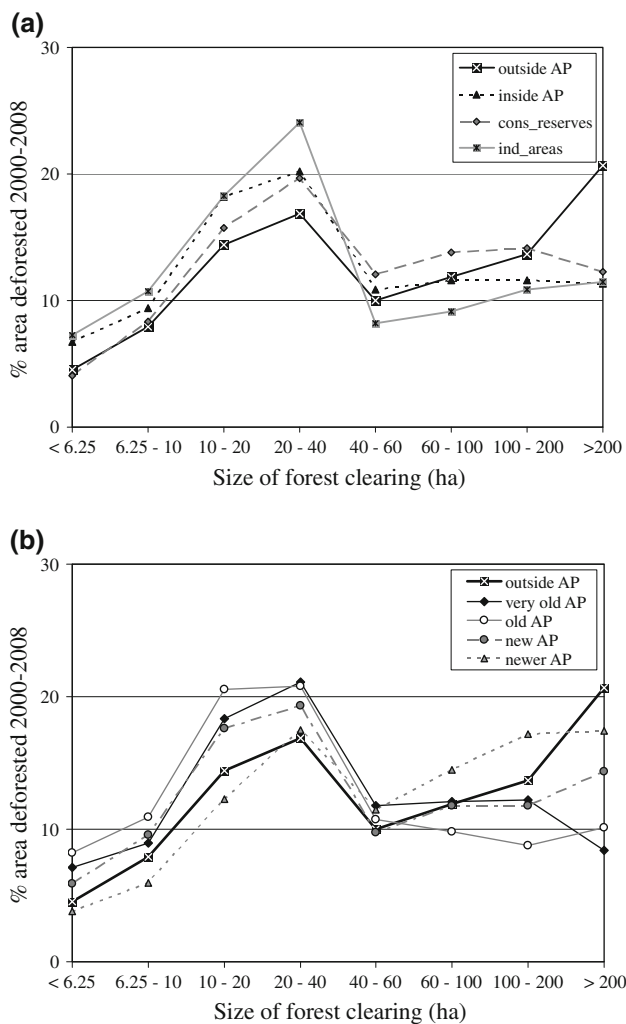 (a)
30
20
10
0
% area deforested 2000-2008
outside AP
inside AP
cons_reserves
ind_areas
< 6.25 6.25 - 10 10 - 20 20 - 40 40 - 60 60 - 100 100 - 200 >200
Size of forest clearing (ha)
(b)
30
20
10
0
% area deforested 2000-2008
outside AP
very old AP
old AP
new AP
newer AP
< 6.25 6.25 - 10 10 - 20 20 - 40 40 - 60 60 - 100 100 - 200 > 200
Size of forest clearing (ha)